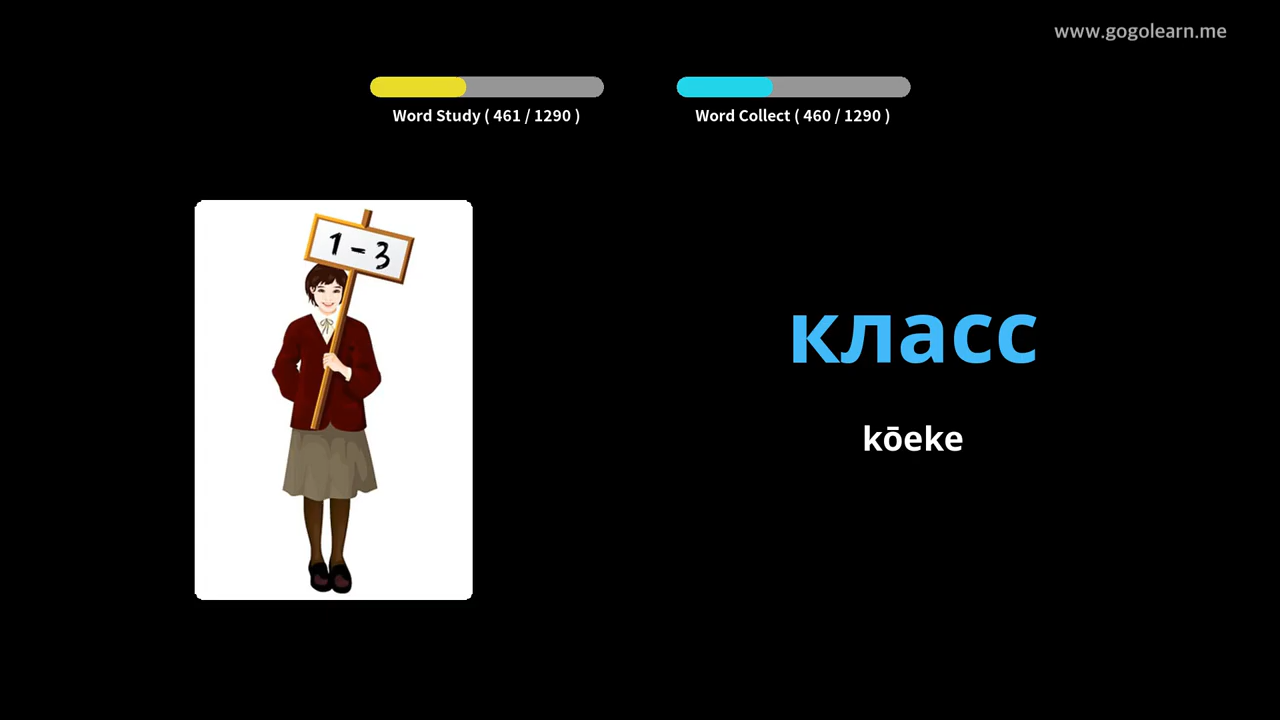 www.gogolearn.me
Word Study ( 461 / 1290 )
Word Collect ( 460 / 1290 )
1 - 3
класс
kōeke